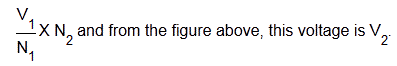 V₁
X N₂ and from the figure above, this voltage is V₂.
N₁